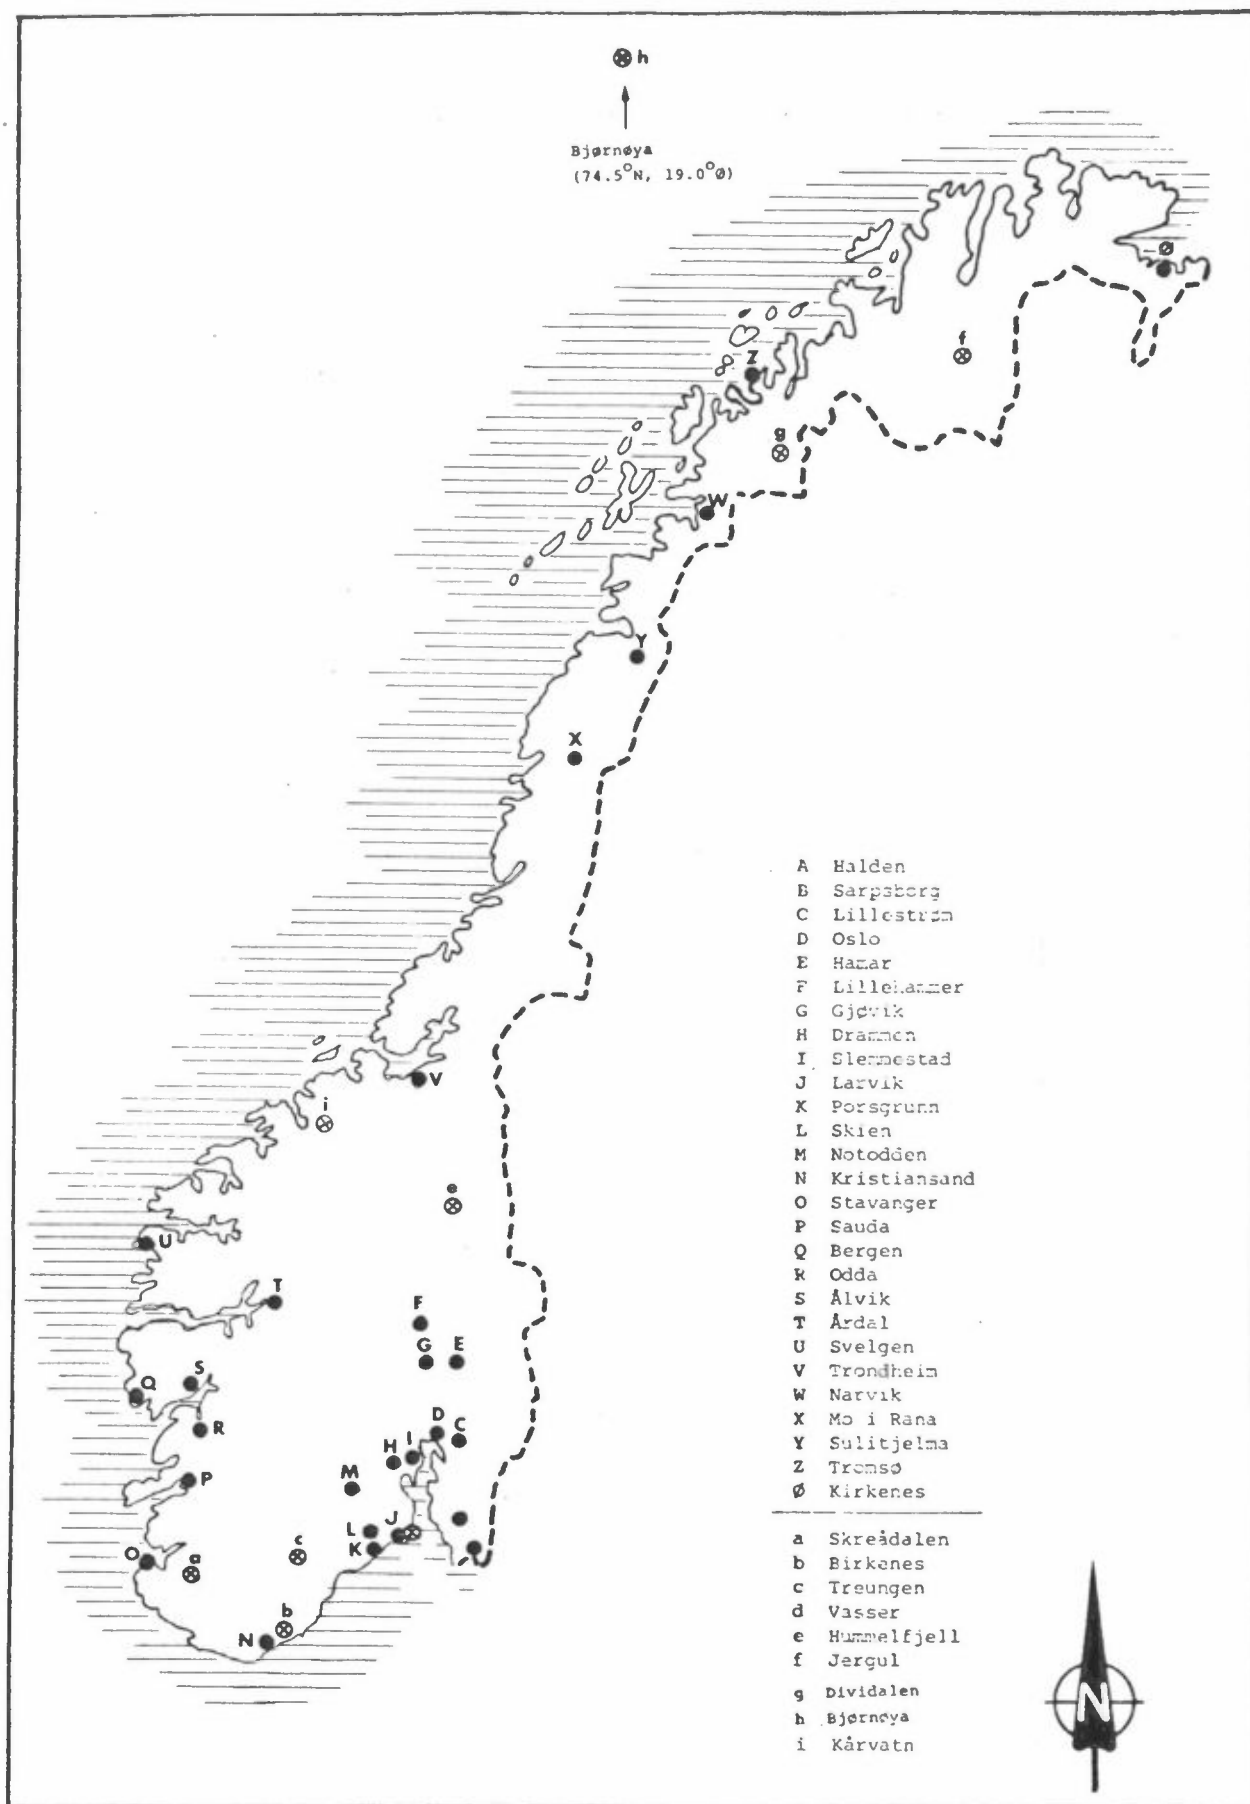 h
Bjørnøya
(74.5°N, 19.0°Ø)
Ø
f
Z
g
W
Y
X
V
i
e
U
T
F
G E
S
Q
R
D
C
I
H
P
M
L
J
K
c
O
a
b
N
A Halden
B Sarpsborg
C Lillestrøm
D Oslo
E Hamar
F Lillehammer
G Gjøvik
H Drammen
I Slemmestad
J Larvik
K Porsgrunn
L Skien
M Notodden
N Kristiansand
O Stavanger
P Sauda
Q Bergen
R Odda
S Ålvik
T Årdal
U Svelgen
V Trondheim
W Narvik
X Mo i Rana
Y Sulitjelma
Z Tromsø
Ø Kirkenes
a Skreådalen
b Birkenes
c Treungen
d Vasser
e Hummelfjell
f Jergul
g Dividalen
h Bjørnøya
i Kårvatn
N